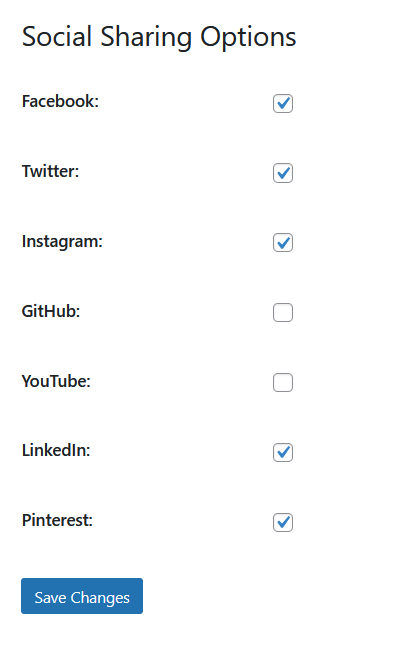 Social Sharing Options
Facebook:
Twitter:
Instagram:
GitHub:
YouTube:
LinkedIn:
Pinterest:
Save Changes